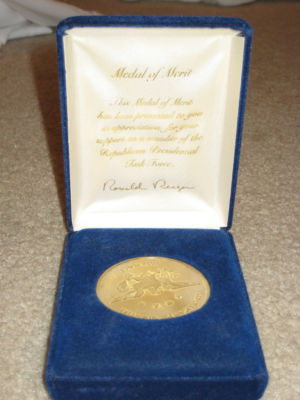 Medal of Merit
This Medal of Merit
has been presented to you
in appreciation, for your
support as a member of the
Republican Presidential
Task Force.
Ronald Reagan